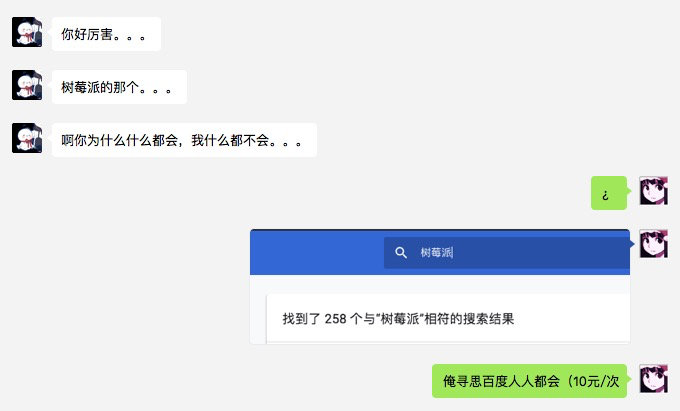 你好厉害。。。
树莓派的那个。。。
啊你为什么什么都会，我什么都不会。。。
¿
树莓派
找到了 258 个与“树莓派”相符的搜索结果
俺寻思百度人人都会（10元/次